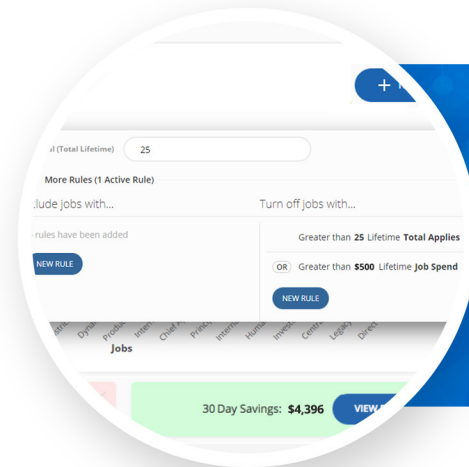 (Total Lifetime) 25
More Rules (1 Active Rule)
jobs with...
Turn off jobs with...
rules have been added
Greater than 25 Lifetime Total Applies
NEW RULE
OR Greater than $500 Lifetime Job Spend
NEW RULE
Jobs
30 Day Savings: $4,396
VIEW